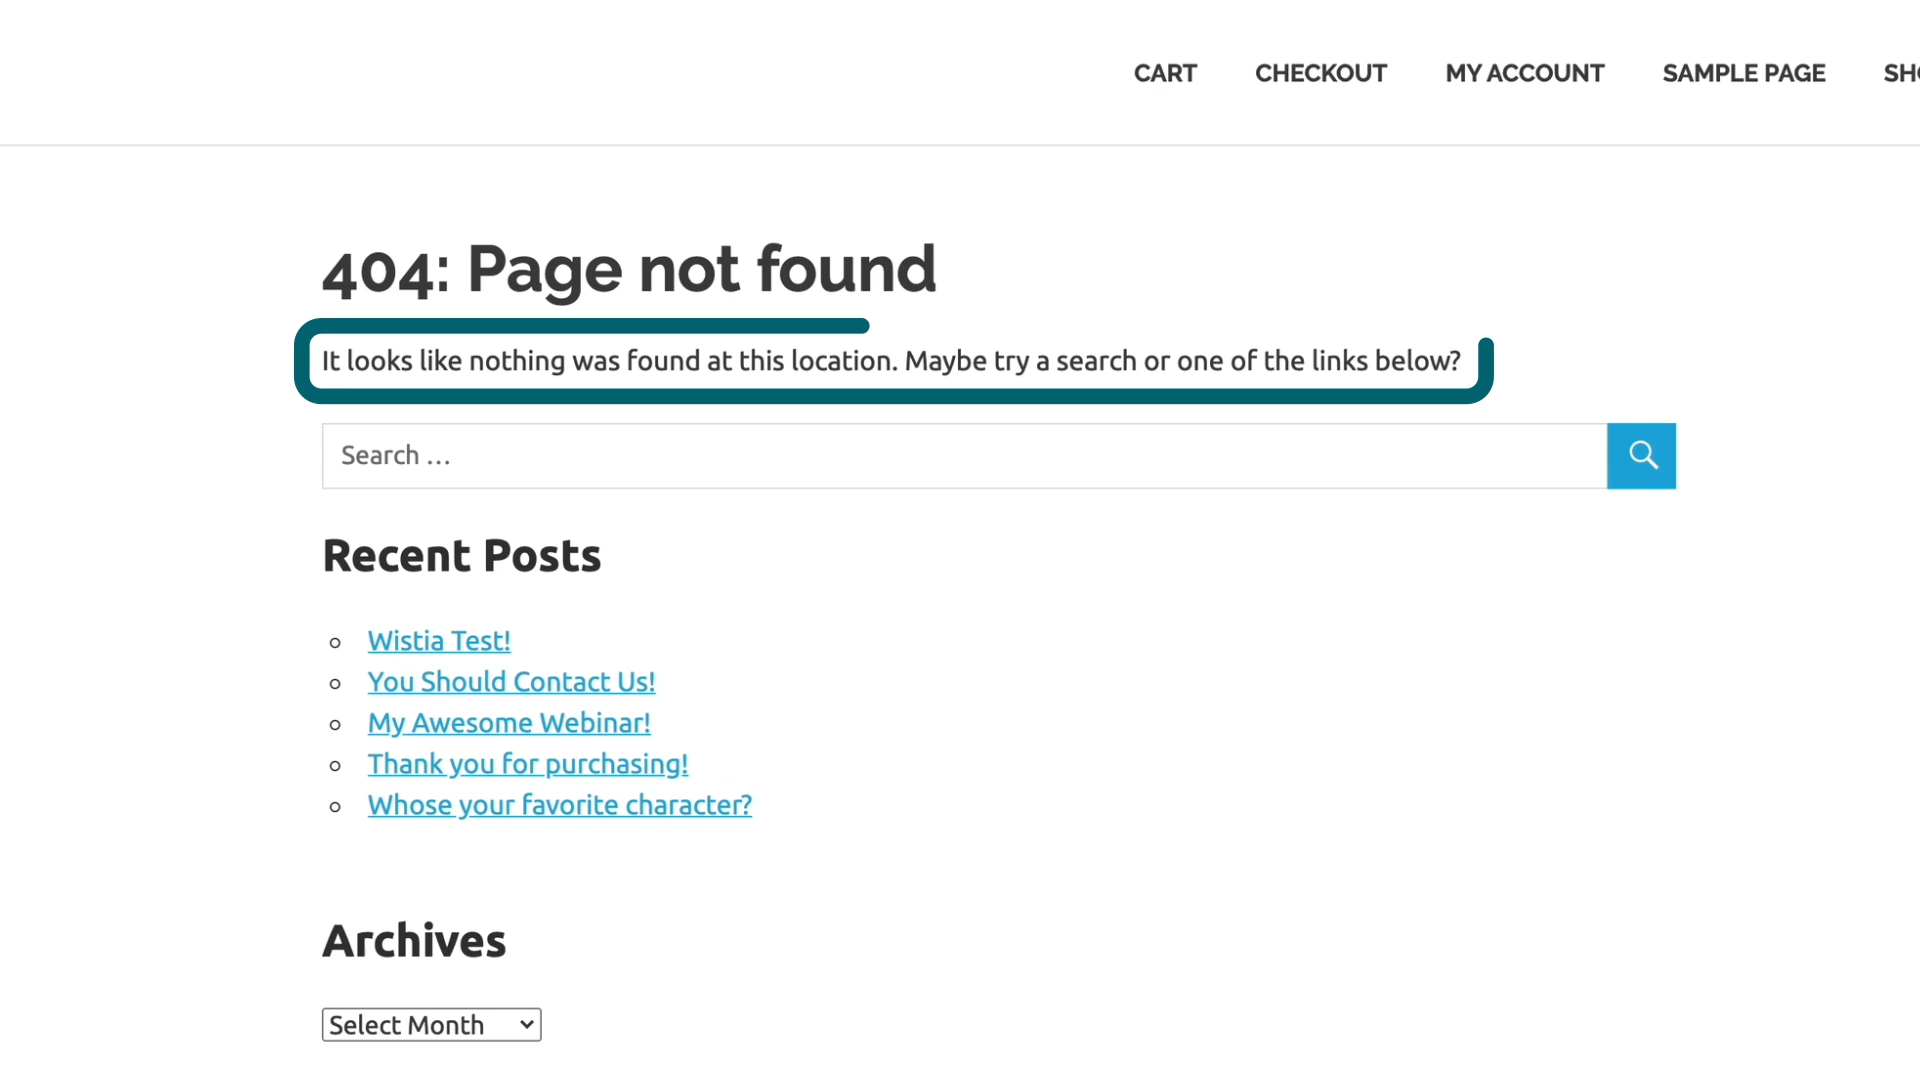 CART CHECKOUT MY ACCOUNT SAMPLE PAGE
404: Page not found
It looks like nothing was found at this location. Maybe try a search or one of the links below?
Search …
Recent Posts
Wistia Test!
You Should Contact Us!
My Awesome Webinar!
Thank you for purchasing!
Whose your favorite character?
Archives
Select Month